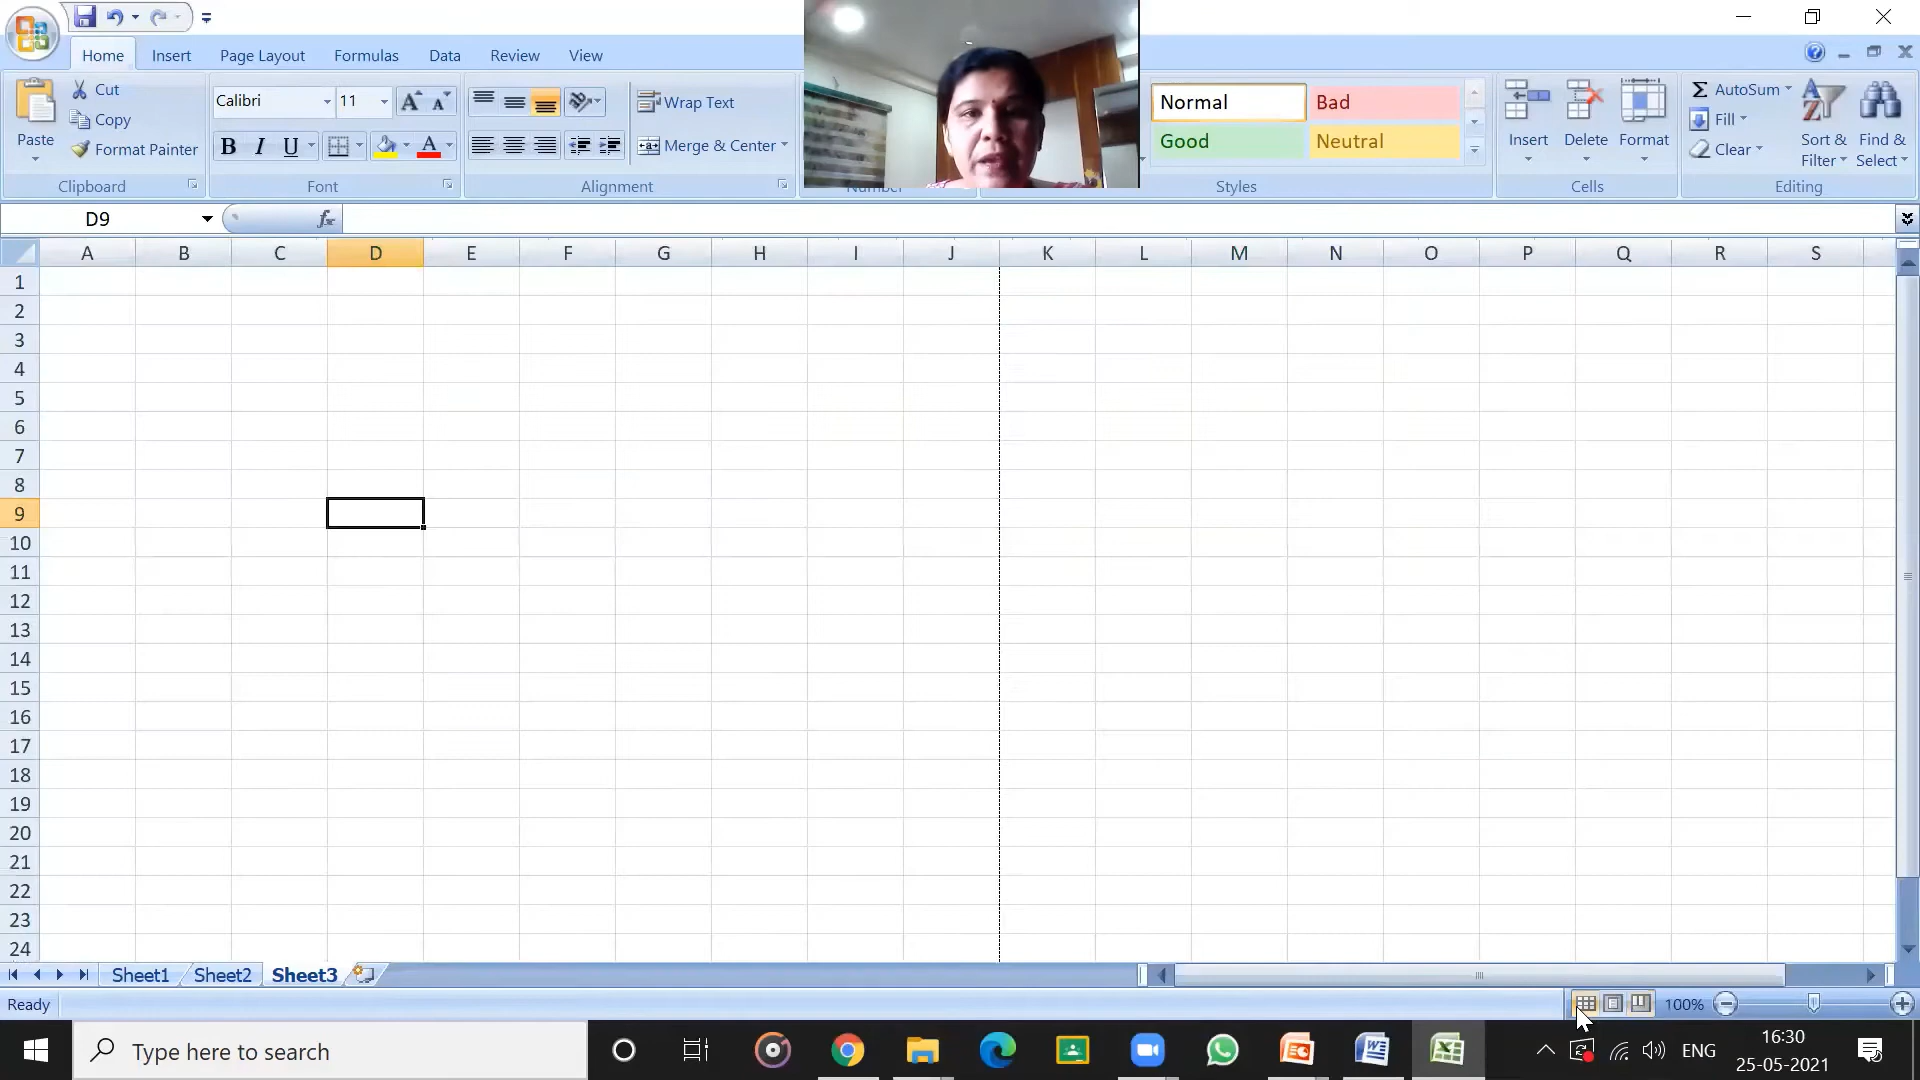 Home Insert Page Layout Formulas Data Review View
Cut
Copy
Format Painter
Paste
Clipboard
Calibri 11
B I U
Font
Wrap Text
Merge & Center
Alignment
Normal Bad
Good Neutral
Styles
Insert Delete Format
Cells
AutoSum
Fill
Clear
Sort & Filter
Find & Select
Editing
D9 fx
A B C D E F G H I J K L M N O P Q R S
1
2
3
4
5
6
7
8
9
10
11
12
13
14
15
16
17
18
19
20
21
22
23
24
Sheet1 Sheet2 Sheet3
Ready 100%
Type here to search
ENG
16:30
25-05-2021